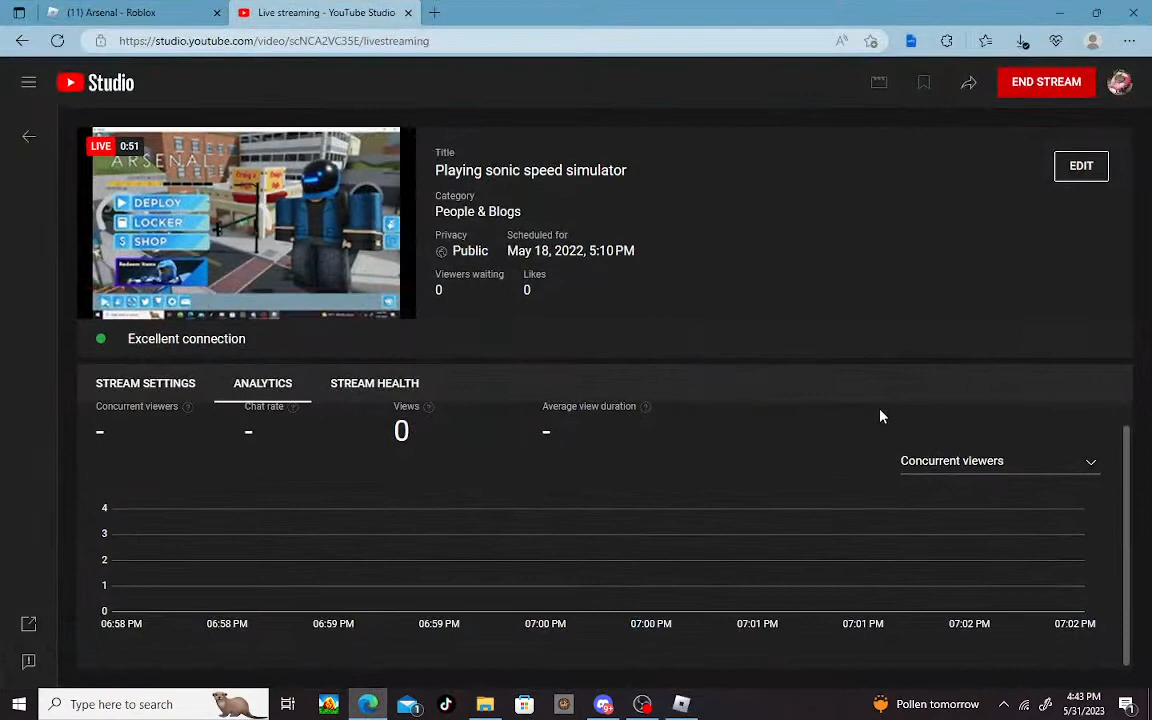 (11) Arsenal - Roblox
Live streaming - YouTube Studio
https://studio.youtube.com/video/scNCA2VC35E/livestreaming
Studio
END STREAM
LIVE 0:51
ARSENAL
DEPLOY
LOCKER
$ SHOP
Redeem Items
Title
Playing sonic speed simulator
EDIT
Category
People & Blogs
Privacy
Public
Scheduled for
May 18, 2022, 5:10 PM
Viewers waiting
0
Likes
0
Excellent connection
STREAM SETTINGS
ANALYTICS
STREAM HEALTH
Concurrent viewers ?
-
Chat rate ?
-
Views ?
0
Average view duration ?
-
Concurrent viewers
4
3
2
1
0
06:58 PM 06:58 PM 06:59 PM 06:59 PM 07:00 PM 07:00 PM 07:01 PM 07:01 PM 07:02 PM 07:02 PM
Type here to search
Pollen tomorrow
4:43 PM
5/31/2023